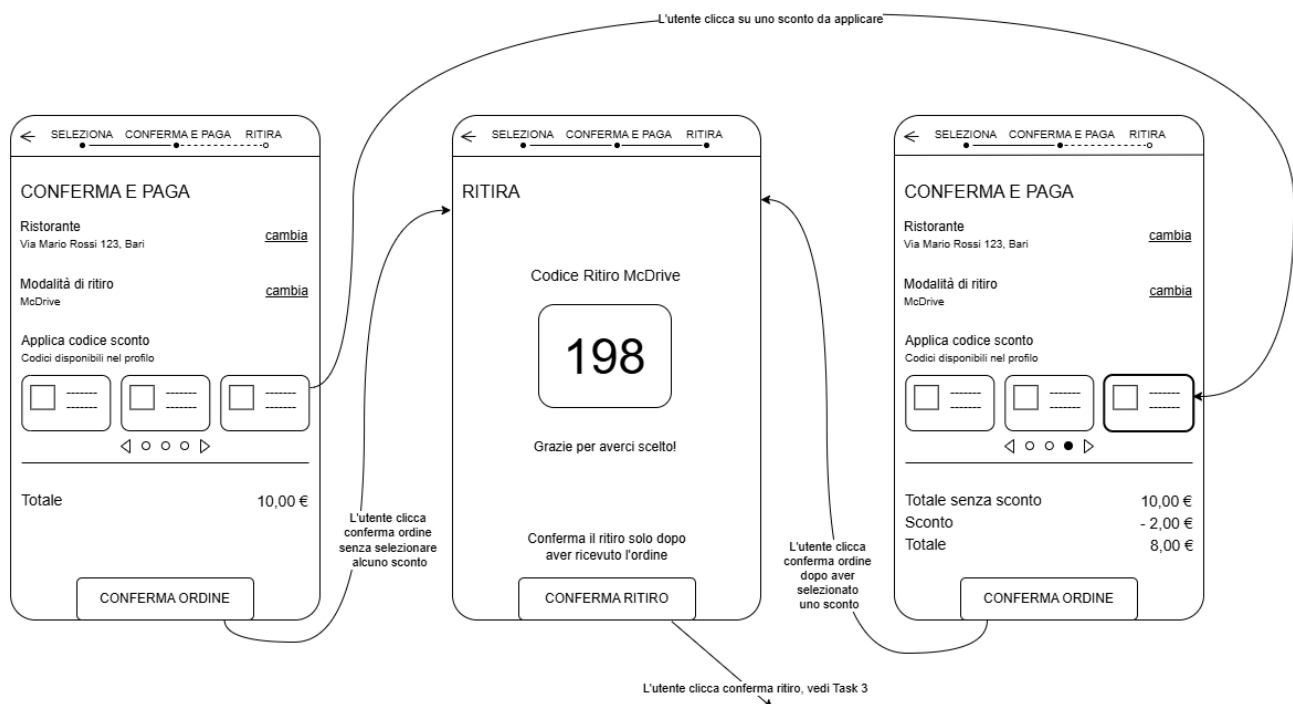 L'utente clicca su uno sconto da applicare
SELEZIONA CONFERMA E PAGA RITIRA
CONFERMA E PAGA
Ristorante
Via Mario Rossi 123, Bari
cambia
Modalità di ritiro
McDrive
cambia
Applica codice sconto
Codici disponibili nel profilo
Totale 10,00 €
CONFERMA ORDINE
L'utente clicca
conferma ordine
senza selezionare
alcuno sconto
SELEZIONA CONFERMA E PAGA RITIRA
RITIRA
Codice Ritiro McDrive
198
Grazie per averci scelto!
Conferma il ritiro solo dopo
aver ricevuto l'ordine
CONFERMA RITIRO
L'utente clicca conferma ritiro, vedi Task 3
L'utente clicca
conferma ordine
dopo aver
selezionato
uno sconto
SELEZIONA CONFERMA E PAGA RITIRA
CONFERMA E PAGA
Ristorante
Via Mario Rossi 123, Bari
cambia
Modalità di ritiro
McDrive
cambia
Applica codice sconto
Codici disponibili nel profilo
Totale senza sconto 10,00 €
Sconto - 2,00 €
Totale 8,00 €
CONFERMA ORDINE